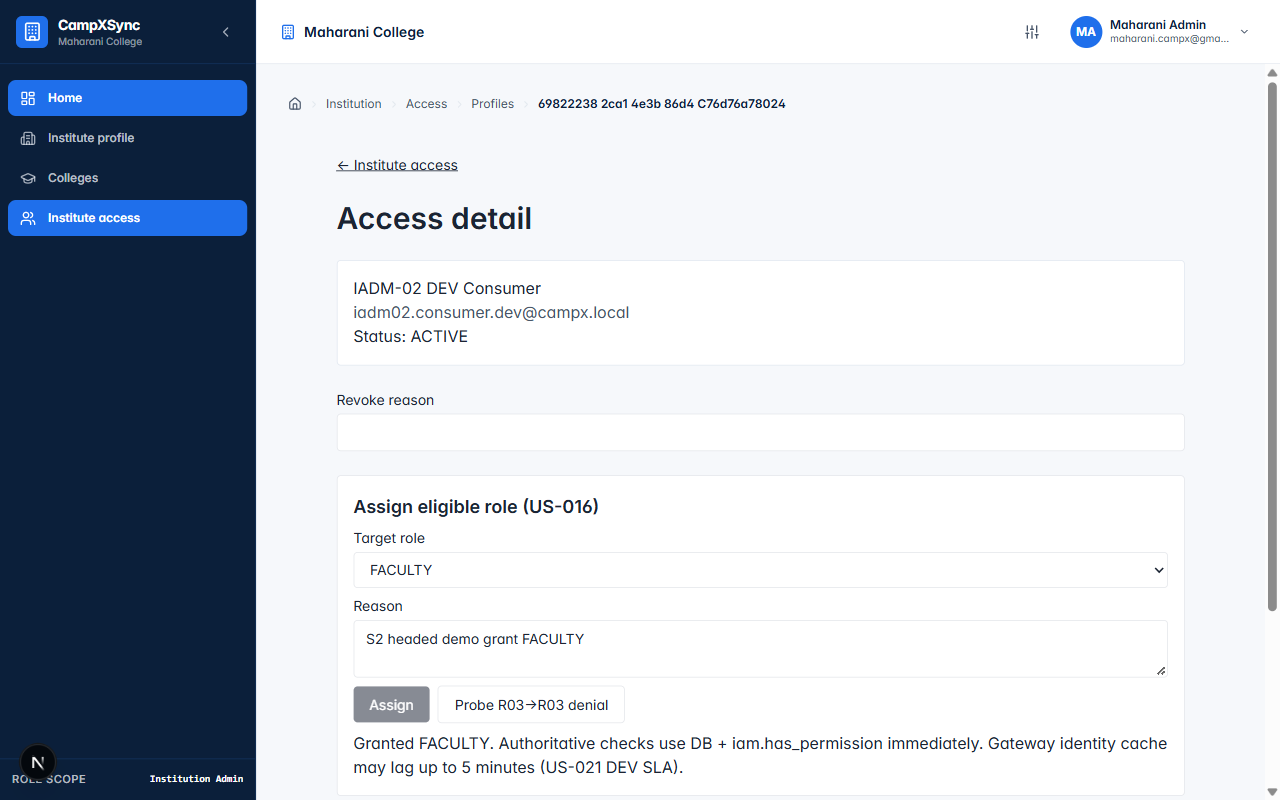 CampXSync
Maharani College
Maharani College
MA
Maharani Admin
maharani.campx@gma...
Home
Institute profile
Colleges
Institute access
Institution
Access
Profiles
69822238 2ca1 4e3b 86d4 C76d76a78024
← Institute access
Access detail
IADM-02 DEV Consumer
iadm02.consumer.dev@campx.local
Status: ACTIVE
Revoke reason
Assign eligible role (US-016)
Target role
FACULTY
Reason
S2 headed demo grant FACULTY
Assign
Probe R03→R03 denial
Granted FACULTY. Authoritative checks use DB + iam.has_permission immediately. Gateway identity cache
may lag up to 5 minutes (US-021 DEV SLA).
N
SCOPE
Institution Admin